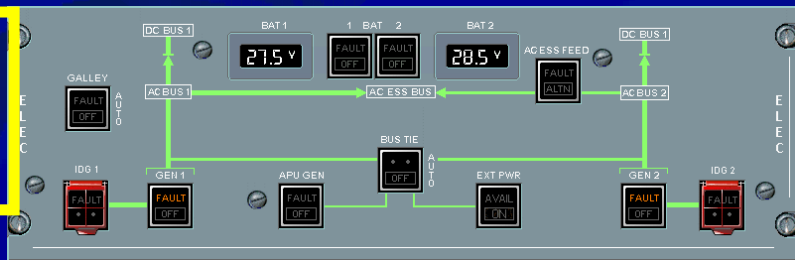 BAT 1
1 BAT 2
BAT 2
DC BUS 1
27.5 V
FAULT
OFF
FAULT
OFF
28.5 V
AC ESS FEED
FAULT
ALTN
DC BUS 1
GALLEY
FAULT
OFF
AUTO
AC BUS 1
AC ESS BUS
AC BUS 2
ELEC
ELEC
BUS TIE
OFF
AUTO
IDG 1
FAULT
GEN 1
FAULT
OFF
APU GEN
FAULT
OFF
EXT PWR
AVAIL
ON
GEN 2
FAULT
OFF
IDG 2
FAULT